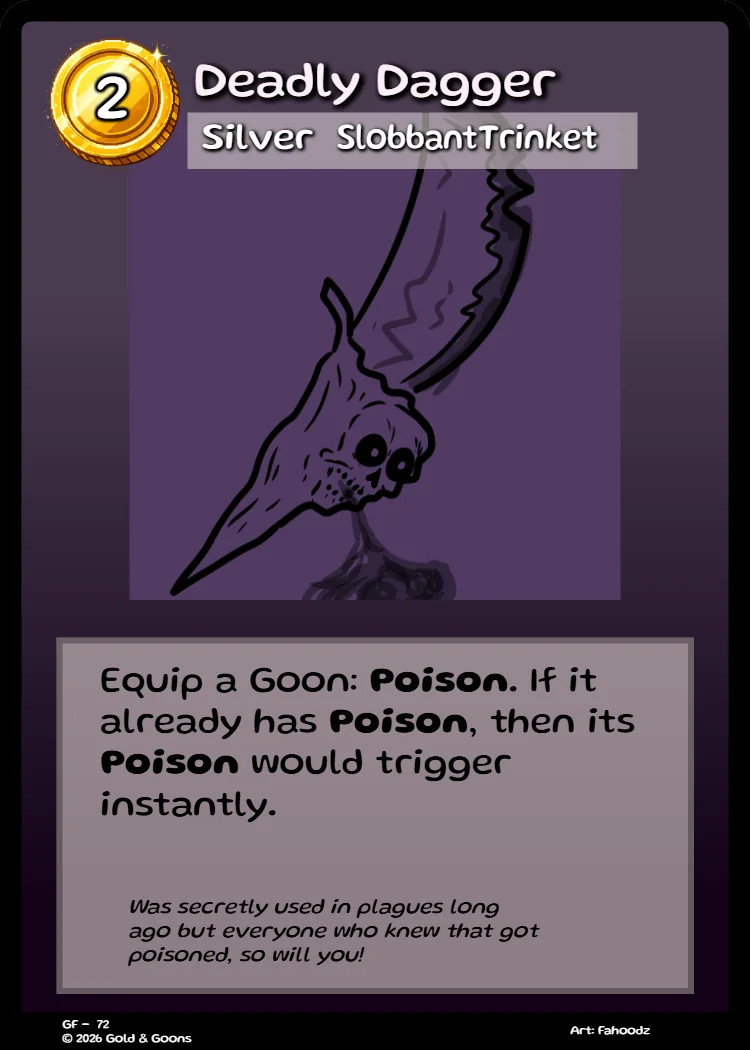 2
Deadly Dagger
Silver SlobbantTrinket
Equip a Goon: Poison. If it
already has Poison, then its
Poison would trigger
instantly.
Was secretly used in plagues long
ago but everyone who knew that got
poisoned, so will you!
GF - 72
© 2026 Gold & Goons
Art: Fahoodz